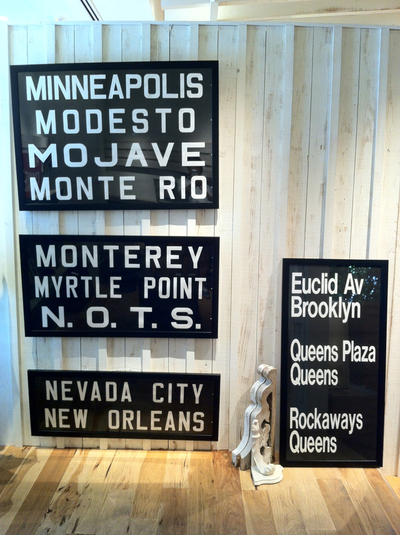 MINNEAPOLIS
MODESTO
MOJAVE
MONTE RIO
MONTEREY
MYRTLE POINT
N. O. T. S.
NEVADA CITY
NEW ORLEANS
Euclid Av
Brooklyn
Queens Plaza
Queens
Rockaways
Queens